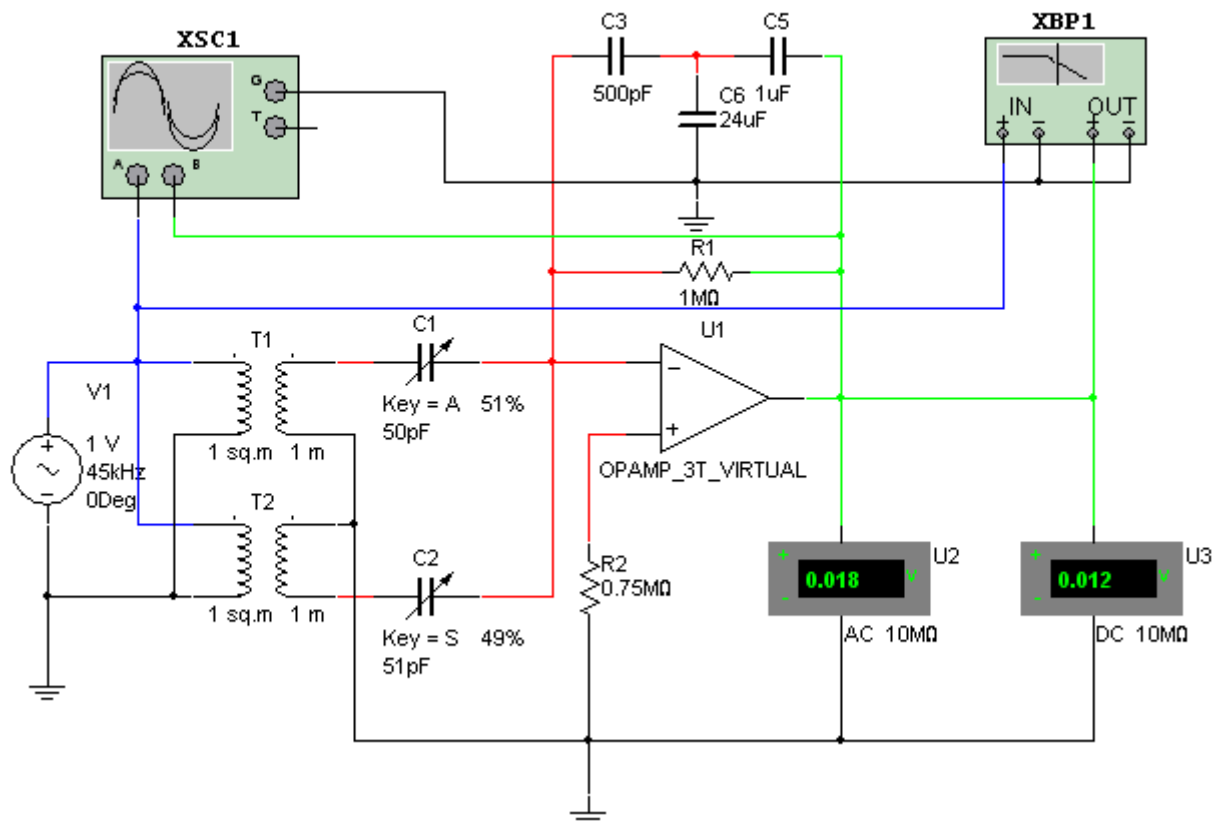 XSC1
G
T
A
B
C3
500pF
C5
1uF
C6
24uF
XBP1
IN
OUT
+
−
+
−
R1
1MΩ
V1
+
−
1 V
45kHz
0Deg
T1
1 sq.m
1 m
C1
Key = A 51%
50pF
U1
−
+
OPAMP_3T_VIRTUAL
T2
1 sq.m
1 m
C2
Key = S 49%
51pF
R2
0.75MΩ
+
0.018 V
−
U2
AC 10MΩ
+
0.012 V
−
U3
DC 10MΩ